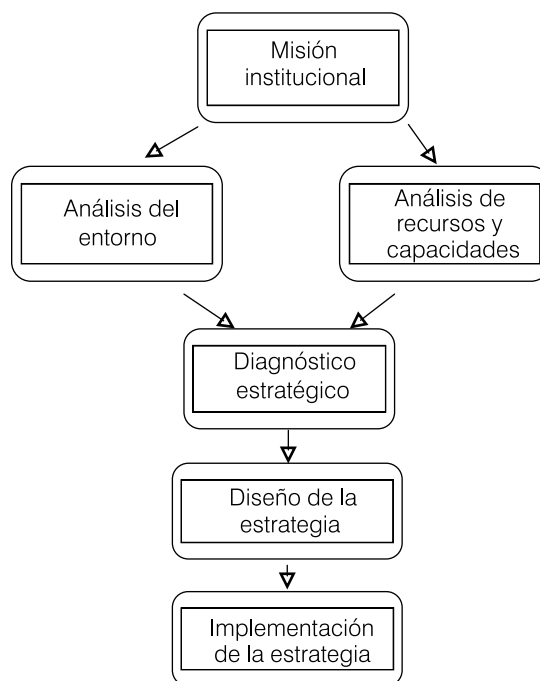 Misión
institucional
Análisis del
entorno
Análisis de
recursos y
capacidades
Diagnóstico
estratégico
Diseño de la
estrategia
Implementación
de la estrategia